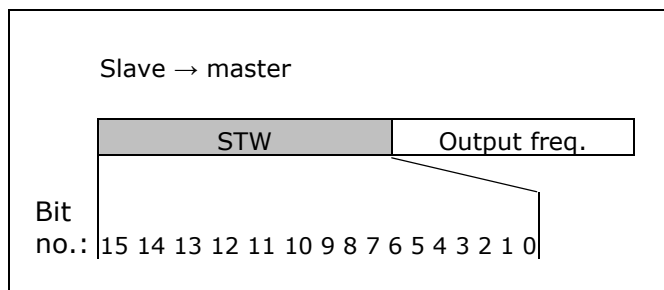 Slave → master
STW Output freq.
Bit
no.: 15 14 13 12 11 10 9 8 7 6 5 4 3 2 1 0